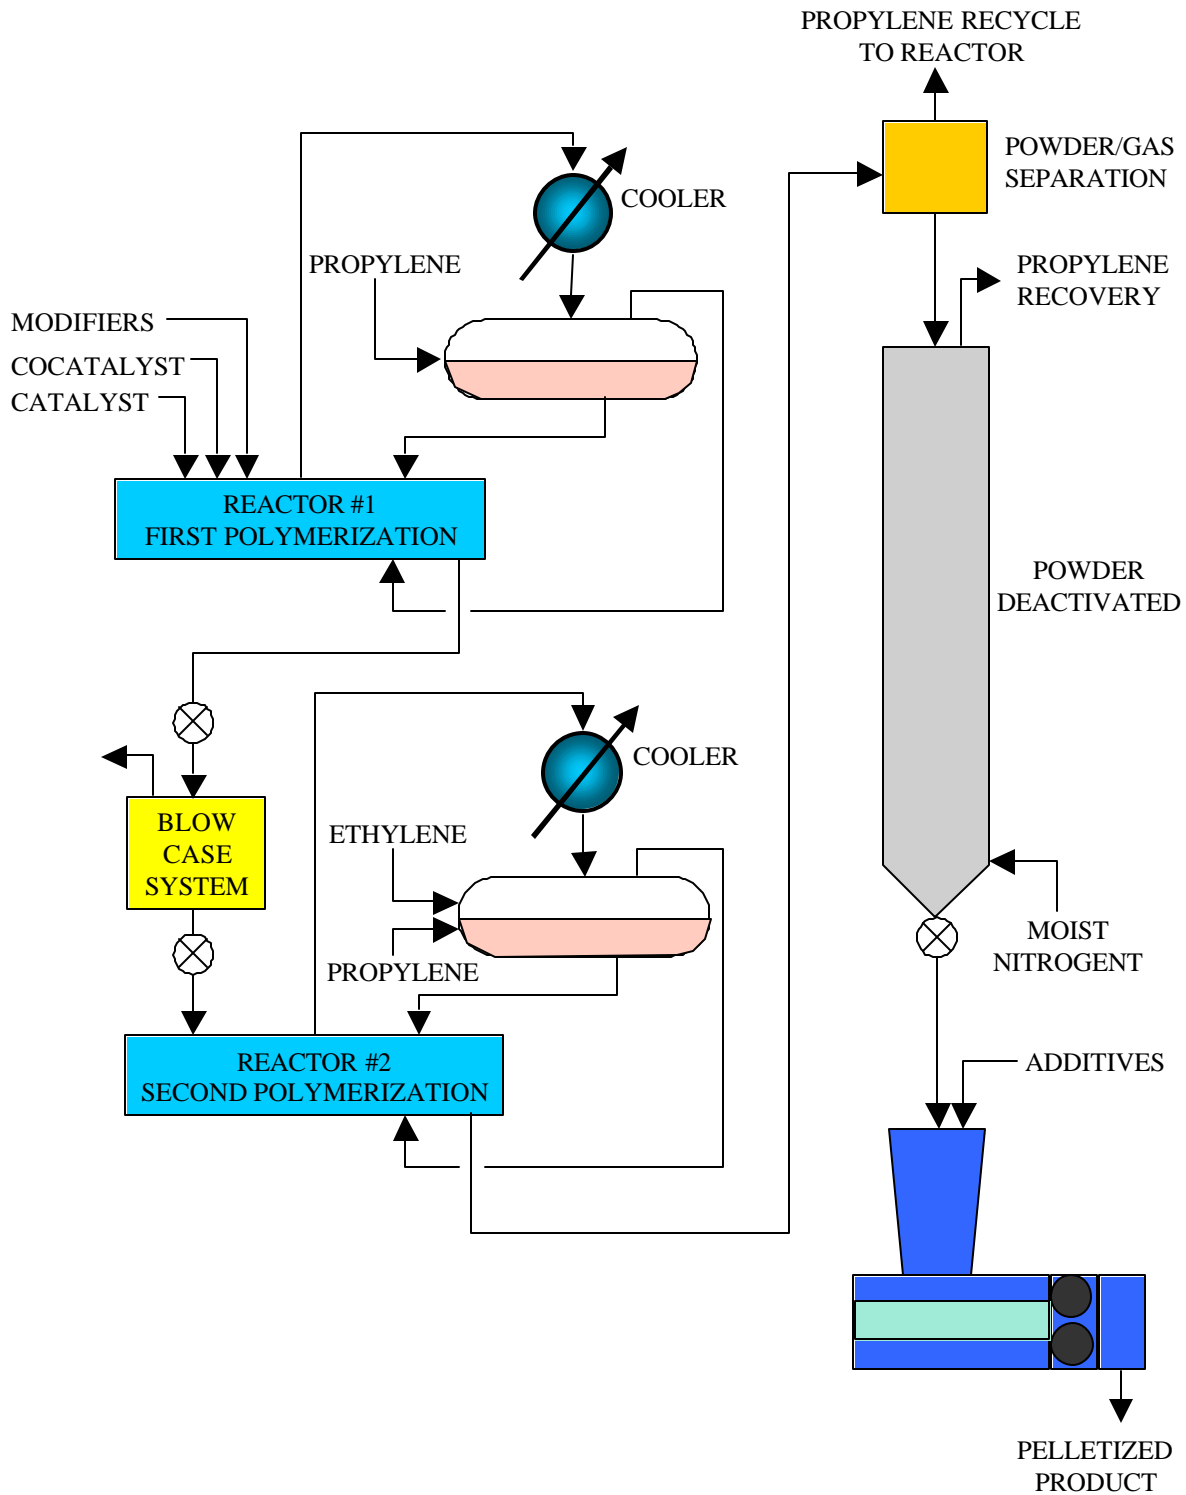 PROPYLENE RECYCLE
TO REACTOR
POWDER/GAS
SEPARATION
COOLER
PROPYLENE
PROPYLENE
RECOVERY
MODIFIERS
COCATALYST
CATALYST
REACTOR #1
FIRST POLYMERIZATION
POWDER
DEACTIVATED
COOLER
BLOW
CASE
SYSTEM
ETHYLENE
PROPYLENE
MOIST
NITROGENT
REACTOR #2
SECOND POLYMERIZATION
ADDITIVES
PELLETIZED
PRODUCT